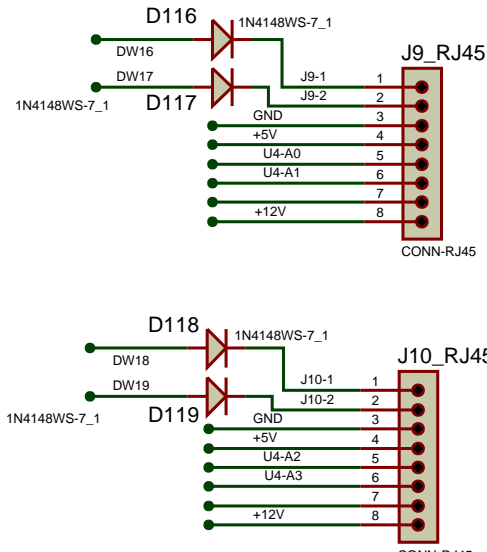 D116
1N4148WS-7_1
DW16
J9_RJ45
DW17
J9-1
1
1N4148WS-7_1
D117
J9-2
2
GND
3
+5V
4
U4-A0
5
U4-A1
6
7
+12V
8
CONN-RJ45
D118
1N4148WS-7_1
DW18
J10_RJ45
DW19
J10-1
1
1N4148WS-7_1
D119
J10-2
2
GND
3
+5V
4
U4-A2
5
U4-A3
6
7
+12V
8
CONN-RJ45